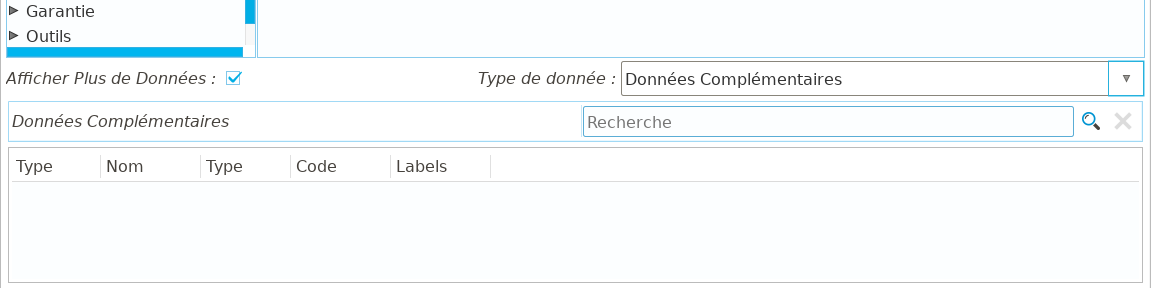 Garantie
Outils
Afficher Plus de Données : Type de donnée : Données Complémentaires
Données Complémentaires Recherche
Type Nom Type Code Labels